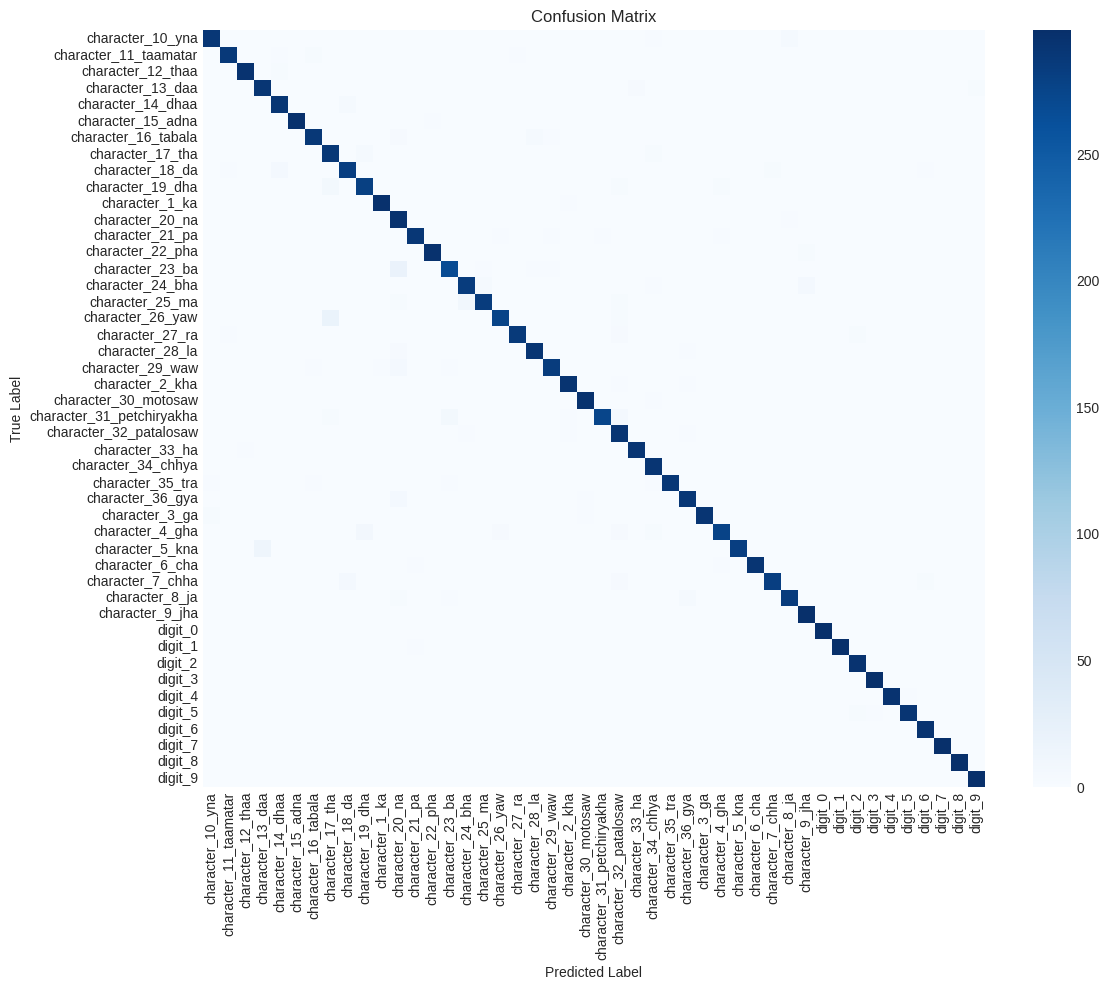 Confusion Matrix
True Label
character_10_yna
character_11_taamatar
character_12_thaa
character_13_daa
character_14_dhaa
character_15_adna
character_16_tabala
character_17_tha
character_18_da
character_19_dha
character_1_ka
character_20_na
character_21_pa
character_22_pha
character_23_ba
character_24_bha
character_25_ma
character_26_yaw
character_27_ra
character_28_la
character_29_waw
character_2_kha
character_30_motosaw
character_31_petchiryakha
character_32_patalosaw
character_33_ha
character_34_chhya
character_35_tra
character_36_gya
character_3_ga
character_4_gha
character_5_kna
character_6_cha
character_7_chha
character_8_ja
character_9_jha
digit_0
digit_1
digit_2
digit_3
digit_4
digit_5
digit_6
digit_7
digit_8
digit_9
250
200
150
100
50
0
character_10_yna
character_11_taamatar
character_12_thaa
character_13_daa
character_14_dhaa
character_15_adna
character_16_tabala
character_17_tha
character_18_da
character_19_dha
character_1_ka
character_20_na
character_21_pa
character_22_pha
character_23_ba
character_24_bha
character_25_ma
character_26_yaw
character_27_ra
character_28_la
character_29_waw
character_2_kha
character_30_motosaw
character_31_petchiryakha
character_32_patalosaw
character_33_ha
character_34_chhya
character_35_tra
character_36_gya
character_3_ga
character_4_gha
character_5_kna
character_6_cha
character_7_chha
character_8_ja
character_9_jha
digit_0
digit_1
digit_2
digit_3
digit_4
digit_5
digit_6
digit_7
digit_8
digit_9
Predicted Label